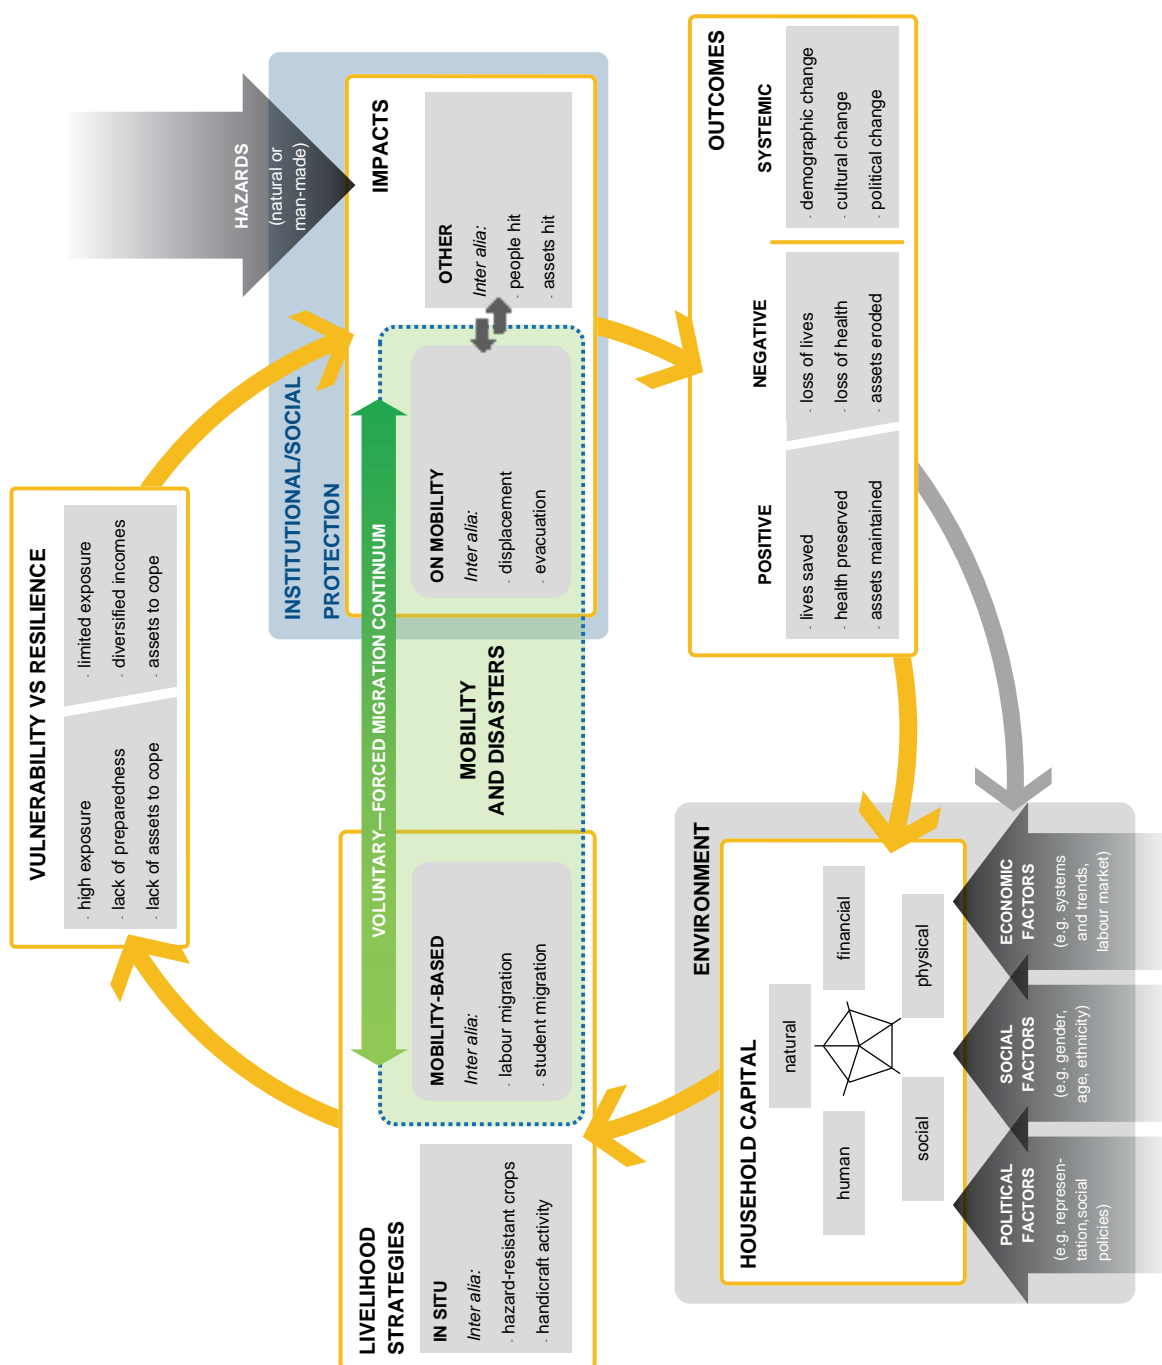 VULNERABILITY VS RESILIENCE
· high exposure
· lack of preparedness
· lack of assets to cope
· limited exposure
· diversified incomes
· assets to cope
LIVELIHOOD
STRATEGIES
IN SITU
Inter alia:
· hazard-resistant crops
· handicraft activity
MOBILITY-BASED
Inter alia:
· labour migration
· student migration
VOLUNTARY—FORCED MIGRATION CONTINUUM
MOBILITY
AND DISASTERS
INSTITUTIONAL/SOCIAL
PROTECTION
ON MOBILITY
Inter alia:
· displacement
· evacuation
IMPACTS
OTHER
Inter alia:
· people hit
· assets hit
HAZARDS
(natural or
man-made)
ENVIRONMENT
HOUSEHOLD CAPITAL
natural
human
financial
social
physical
POLITICAL
FACTORS
(e.g. represen-
tation,social
policies)
SOCIAL
FACTORS
(e.g. gender,
age, ethnicity)
ECONOMIC
FACTORS
(e.g. systems
and trends,
labour market)
OUTCOMES
POSITIVE
· lives saved
· health preserved
· assets maintained
NEGATIVE
· loss of lives
· loss of health
· assets eroded
SYSTEMIC
· demographic change
· cultural change
· political change